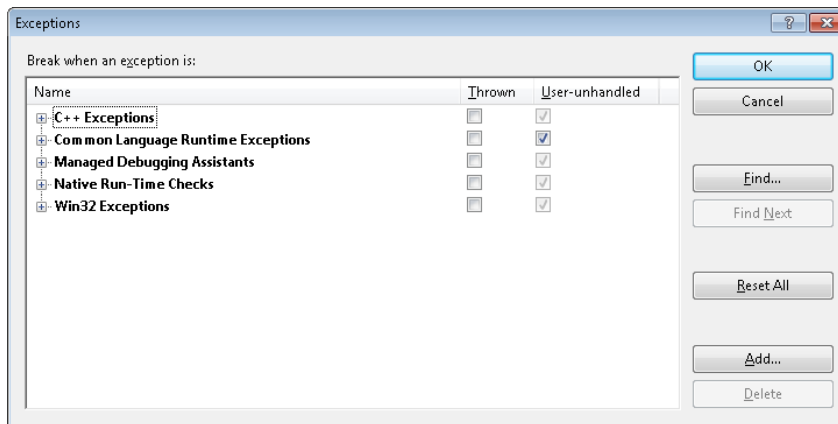 Exceptions
Break when an exception is:
Name Thrown User-unhandled
C++ Exceptions
Common Language Runtime Exceptions
Managed Debugging Assistants
Native Run-Time Checks
Win32 Exceptions
OK
Cancel
Find...
Find Next
Reset All
Add...
Delete